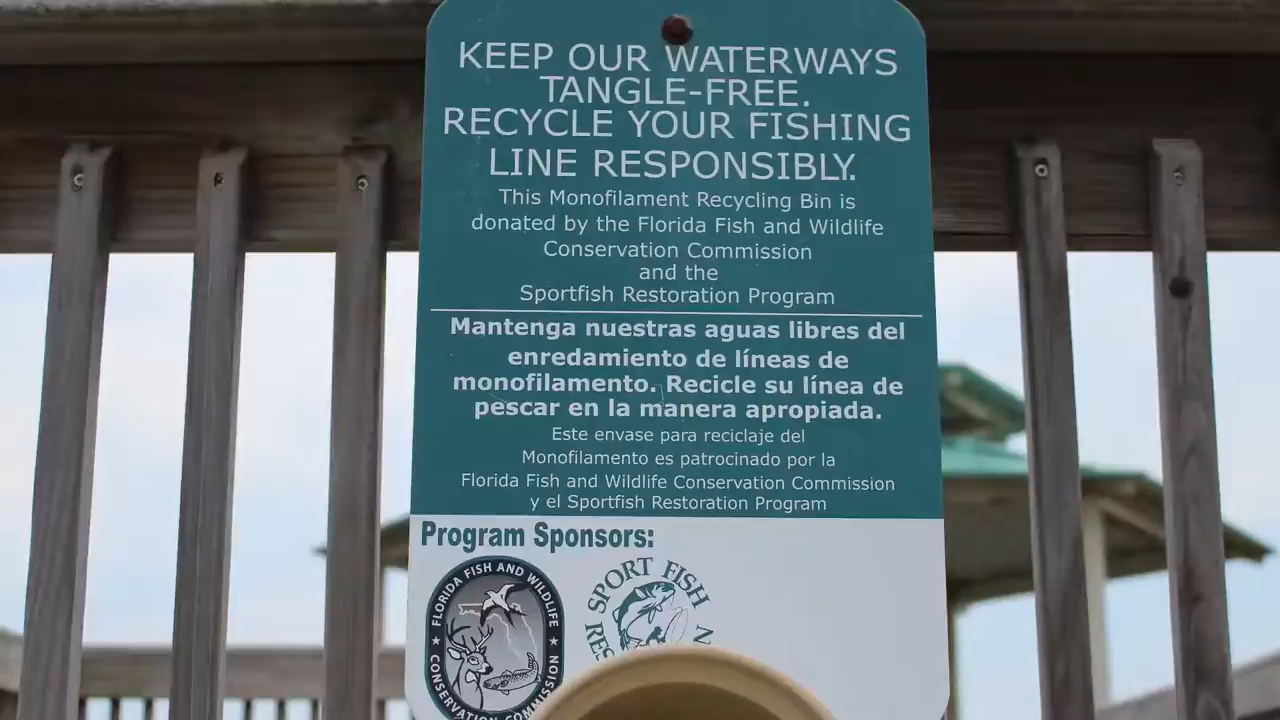 KEEP OUR WATERWAYS
TANGLE-FREE.
RECYCLE YOUR FISHING
LINE RESPONSIBLY.
This Monofilament Recycling Bin is
donated by the Florida Fish and Wildlife
Conservation Commission
and the
Sportfish Restoration Program
Mantenga nuestras aguas libres del
enredamiento de líneas de
monofilamento. Recicle su línea de
pescar en la manera apropiada.
Este envase para reciclaje del
Monofilamento es patrocinado por la
Florida Fish and Wildlife Conservation Commission
y el Sportfish Restoration Program
Program Sponsors:
FLORIDA FISH AND WILDLIFE
CONSERVATION COMMISSION
SPORT FISH